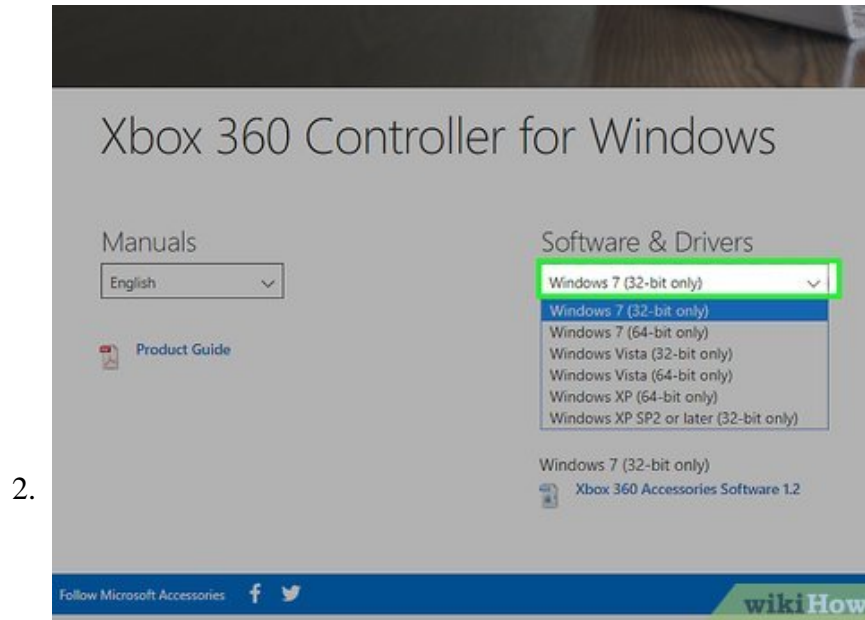 Xbox 360 Controller for Windows
Manuals
English
Product Guide
Software & Drivers
Windows 7 (32-bit only)
Windows 7 (32-bit only)
Windows 7 (64-bit only)
Windows Vista (32-bit only)
Windows Vista (64-bit only)
Windows XP (64-bit only)
Windows XP SP2 or later (32-bit only)
Windows 7 (32-bit only)
Xbox 360 Accessories Software 1.2
2.
Follow Microsoft Accessories
wikiHow